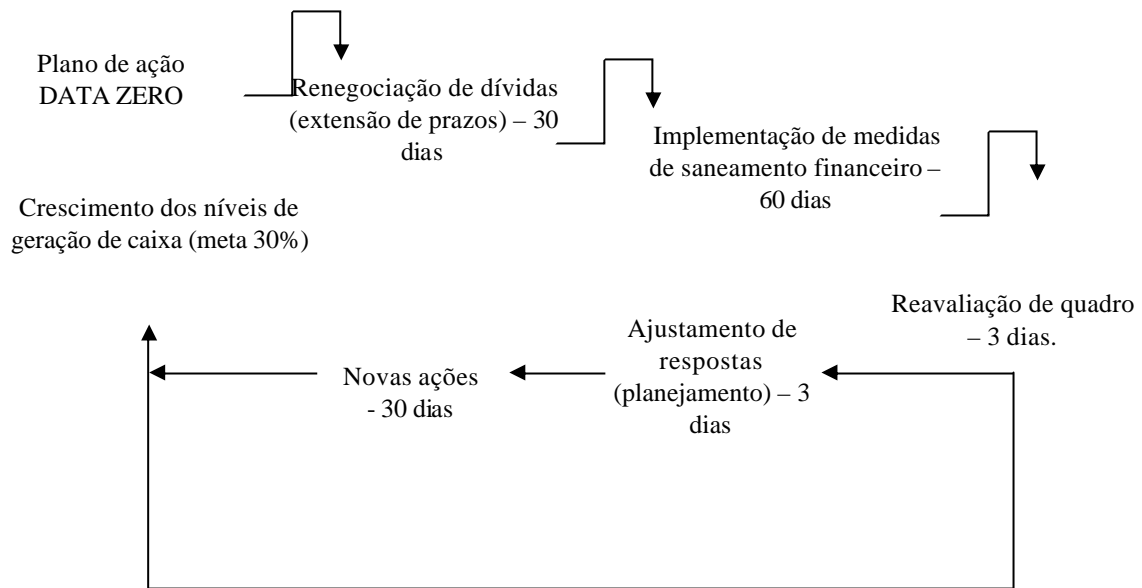 Plano de ação
DATA ZERO
Renegociação de dívidas
(extensão de prazos) – 30
dias
Implementação de medidas
de saneamento financeiro –
60 dias
Crescimento dos níveis de
geração de caixa (meta 30%)
Reavaliação de quadro
– 3 dias.
Ajustamento de
respostas
(planejamento) – 3
dias
Novas ações
- 30 dias